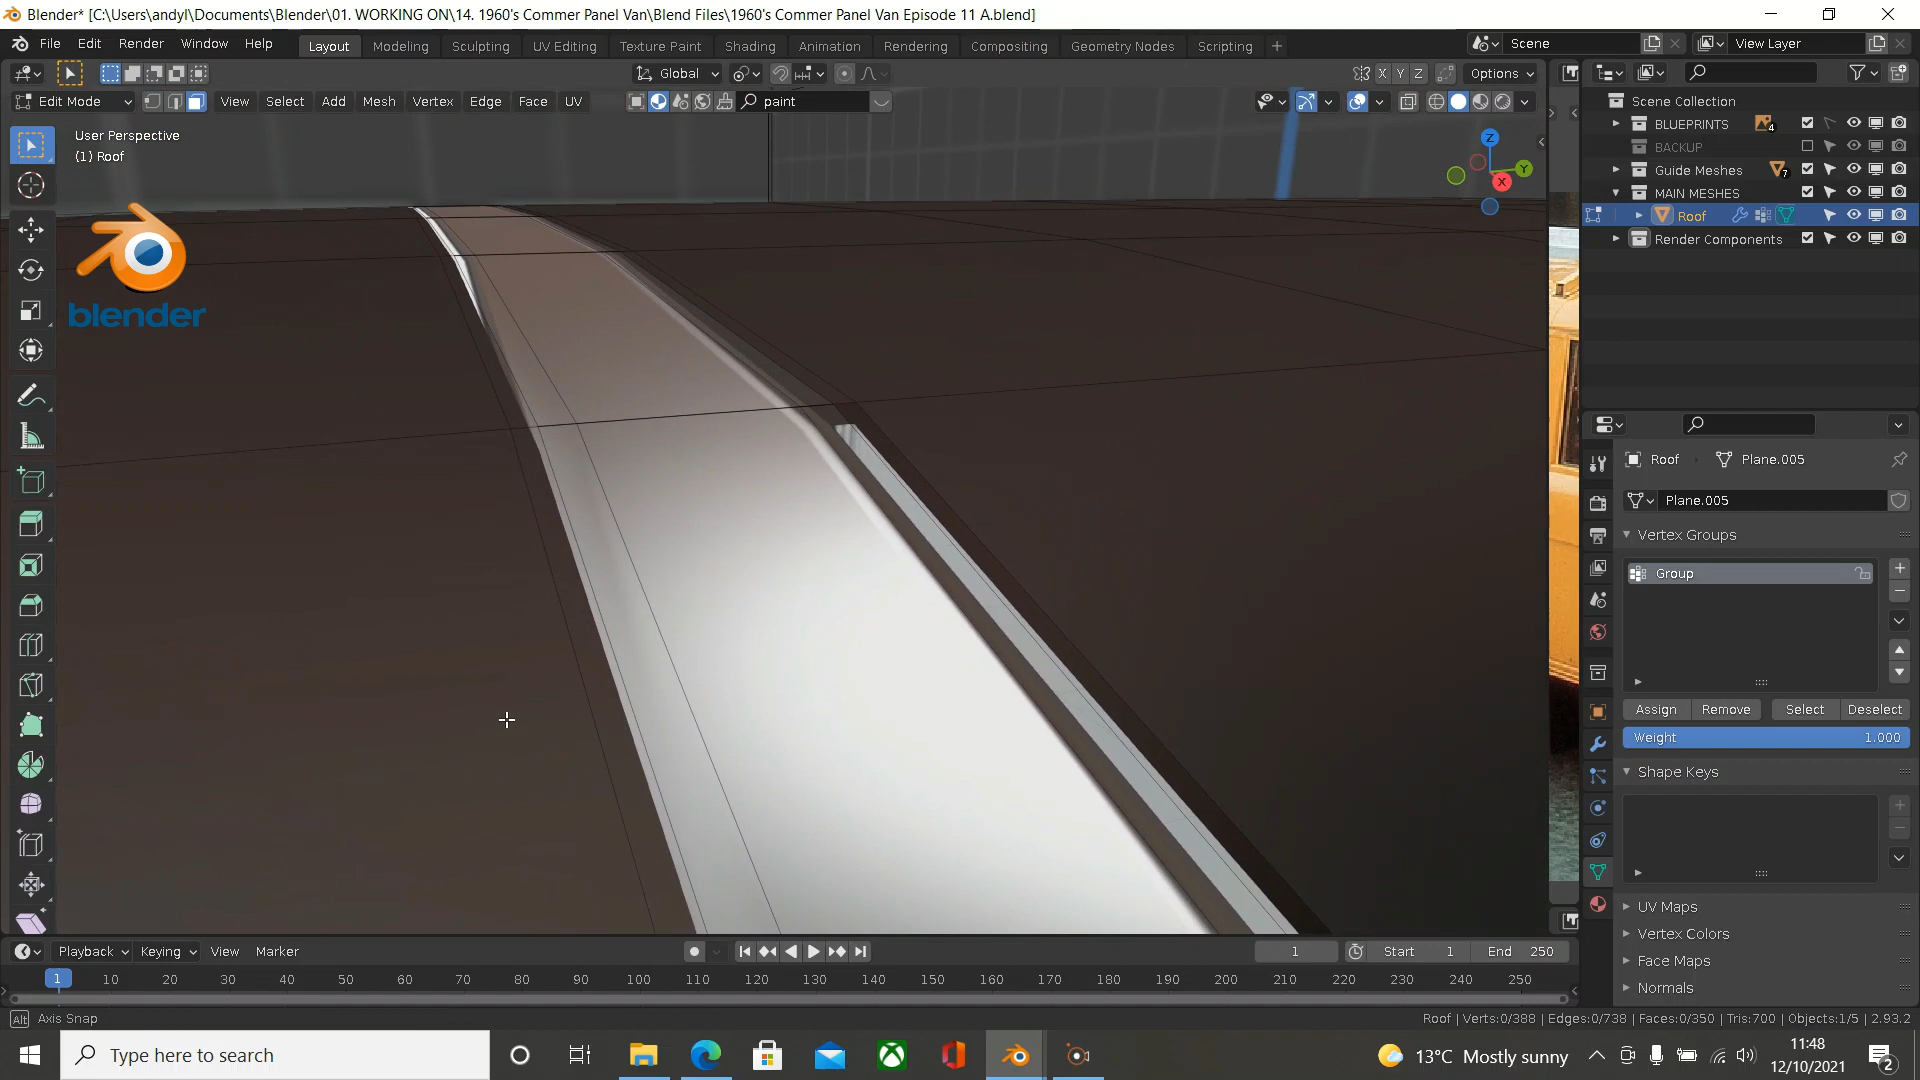 Blender* [C:\Users\andyl\Documents\Blender\01. WORKING ON\14. 1960's Commer Panel Van\Blend Files\1960's Commer Panel Van Episode 11 A.blend]
File Edit Render Window Help Layout Modeling Sculpting UV Editing Texture Paint Shading Animation Rendering Compositing Geometry Nodes Scripting + Scene View Layer
Global X Y Z Options
Edit Mode View Select Add Mesh Vertex Edge Face UV paint
Scene Collection
BLUEPRINTS 4
BACKUP
Guide Meshes 7
MAIN MESHES
Roof
Render Components
User Perspective
(1) Roof
Z
Y
X
blender
Roof Plane.005
Plane.005
Vertex Groups
Group
Assign Remove Select Deselect
Weight 1.000
Shape Keys
UV Maps
Vertex Colors
Face Maps
Normals
Playback Keying View Marker 1 Start 1 End 250
1 10 20 30 40 50 60 70 80 90 100 110 120 130 140 150 160 170 180 190 200 210 220 230 240 250
Alt Axis Snap Roof | Verts:0/388 | Edges:0/738 | Faces:0/350 | Tris:700 | Objects:1/5 | 2.93.2
Type here to search 13°C Mostly sunny 11:48
12/10/2021 2